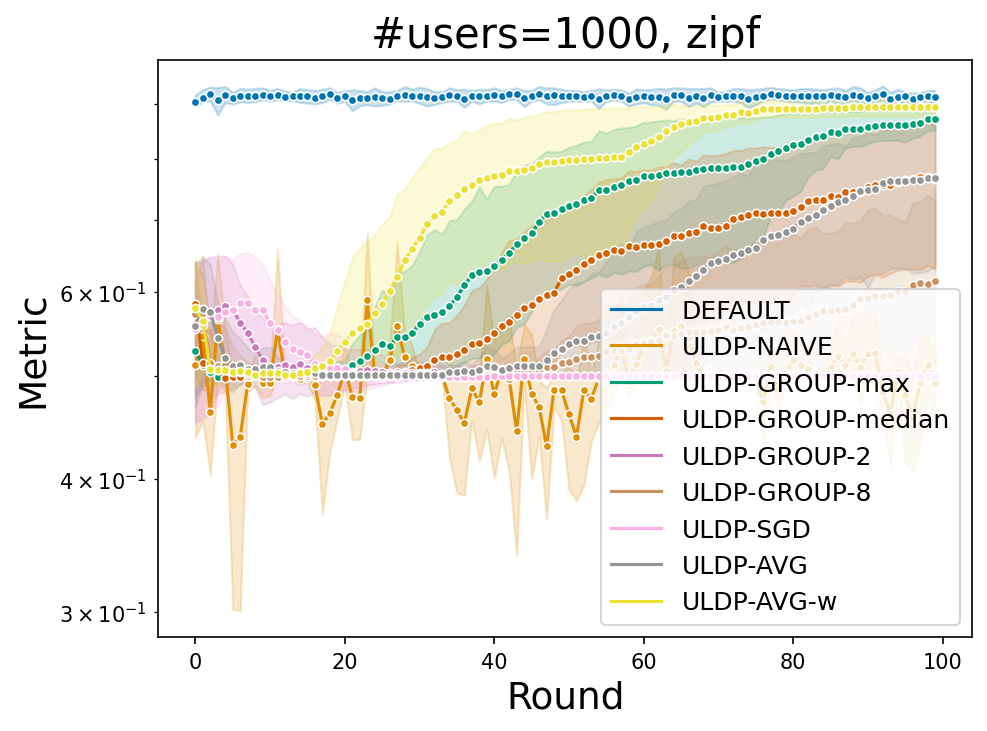 #users=1000, zipf
Metric
6 × 10⁻¹
4 × 10⁻¹
3 × 10⁻¹
DEFAULT
ULDP-NAIVE
ULDP-GROUP-max
ULDP-GROUP-median
ULDP-GROUP-2
ULDP-GROUP-8
ULDP-SGD
ULDP-AVG
ULDP-AVG-w
0 20 40 60 80 100
Round